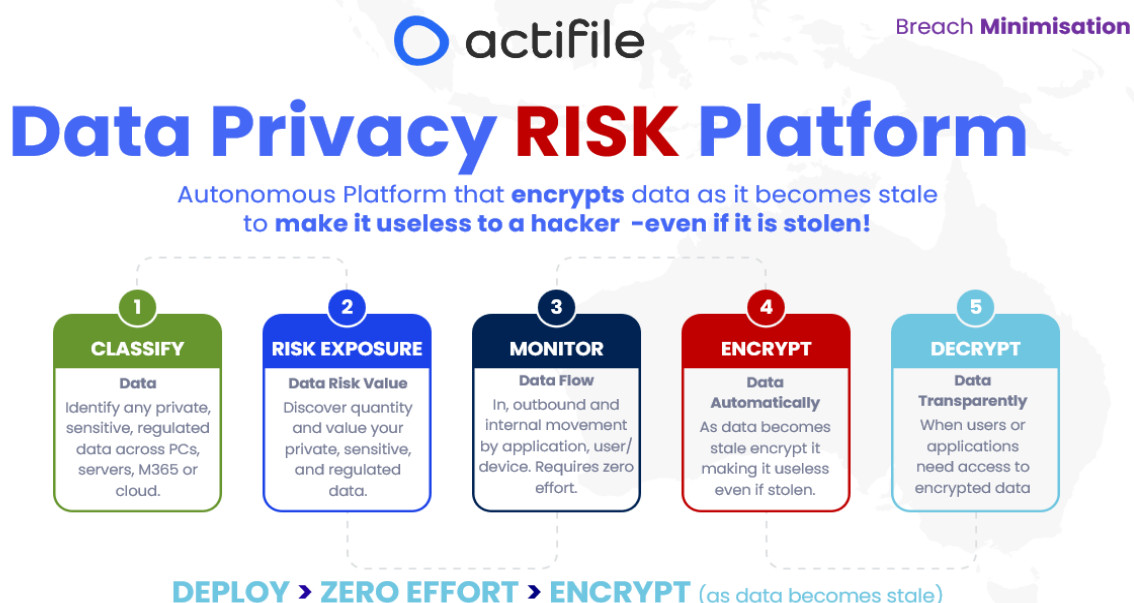 actifile
Breach Minimisation
Data Privacy RISK Platform
Autonomous Platform that encrypts data as it becomes stale
to make it useless to a hacker -even if it is stolen!
1
CLASSIFY
Data
Identify any private,
sensitive, regulated
data across PCs,
servers, M365 or
cloud.
2
RISK EXPOSURE
Data Risk Value
Discover quantity
and value your
private, sensitive,
and regulated
data.
3
MONITOR
Data Flow
In, outbound and
internal movement
by application, user/
device. Requires zero
effort.
4
ENCRYPT
Data
Automatically
As data becomes
stale encrypt it
making it useless
even if stolen.
5
DECRYPT
Data
Transparently
When users or
applications
need access to
encrypted data
DEPLOY > ZERO EFFORT > ENCRYPT (as data becomes stale)